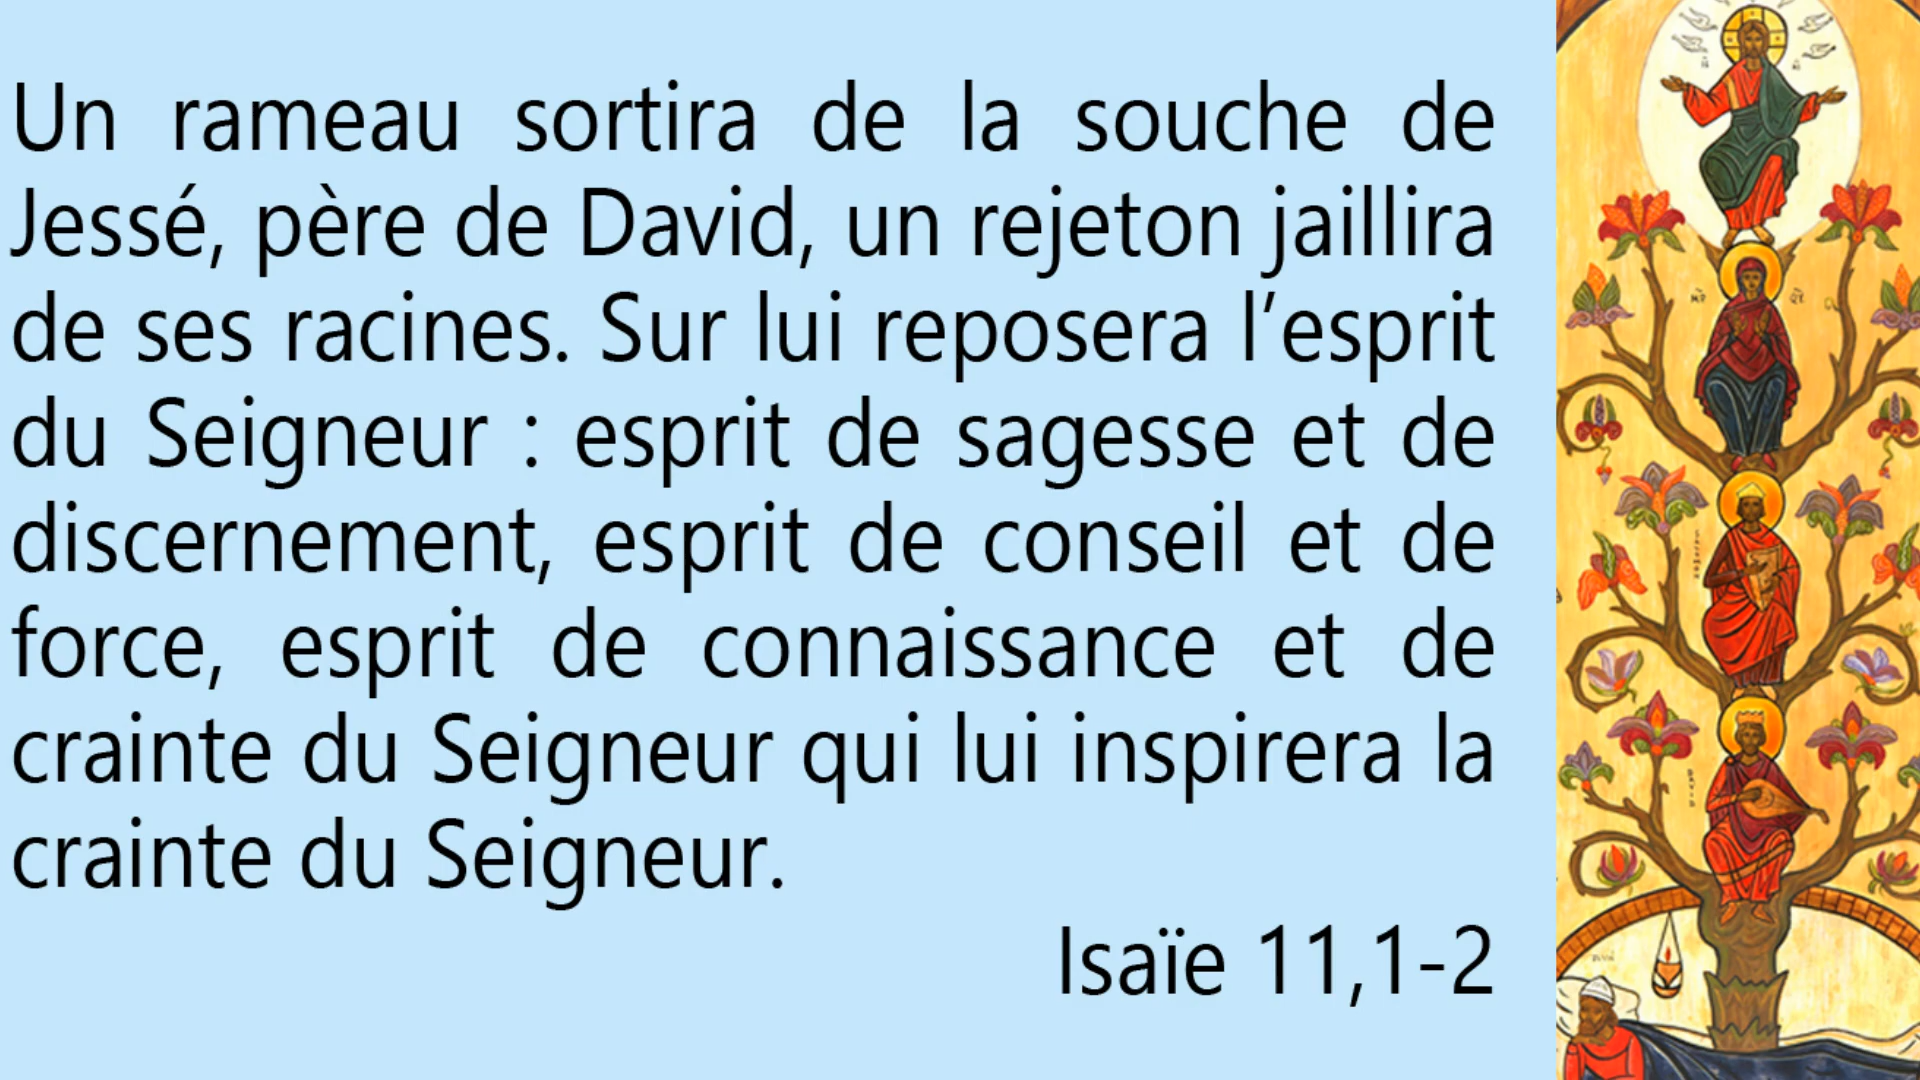 Un rameau sortira de la souche de
Jessé, père de David, un rejeton jaillira
de ses racines. Sur lui reposera l’esprit
du Seigneur : esprit de sagesse et de
discernement, esprit de conseil et de
force, esprit de connaissance et de
crainte du Seigneur qui lui inspirera la
crainte du Seigneur.
Isaïe 11,1-2